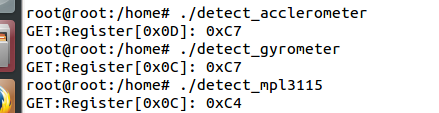 root@root:/home# ./detect_acclerometer
GET:Register[0x0D]: 0xC7
root@root:/home# ./detect_gyrometer
GET:Register[0x0C]: 0xC7
root@root:/home# ./detect_mpl3115
GET:Register[0x0C]: 0xC4